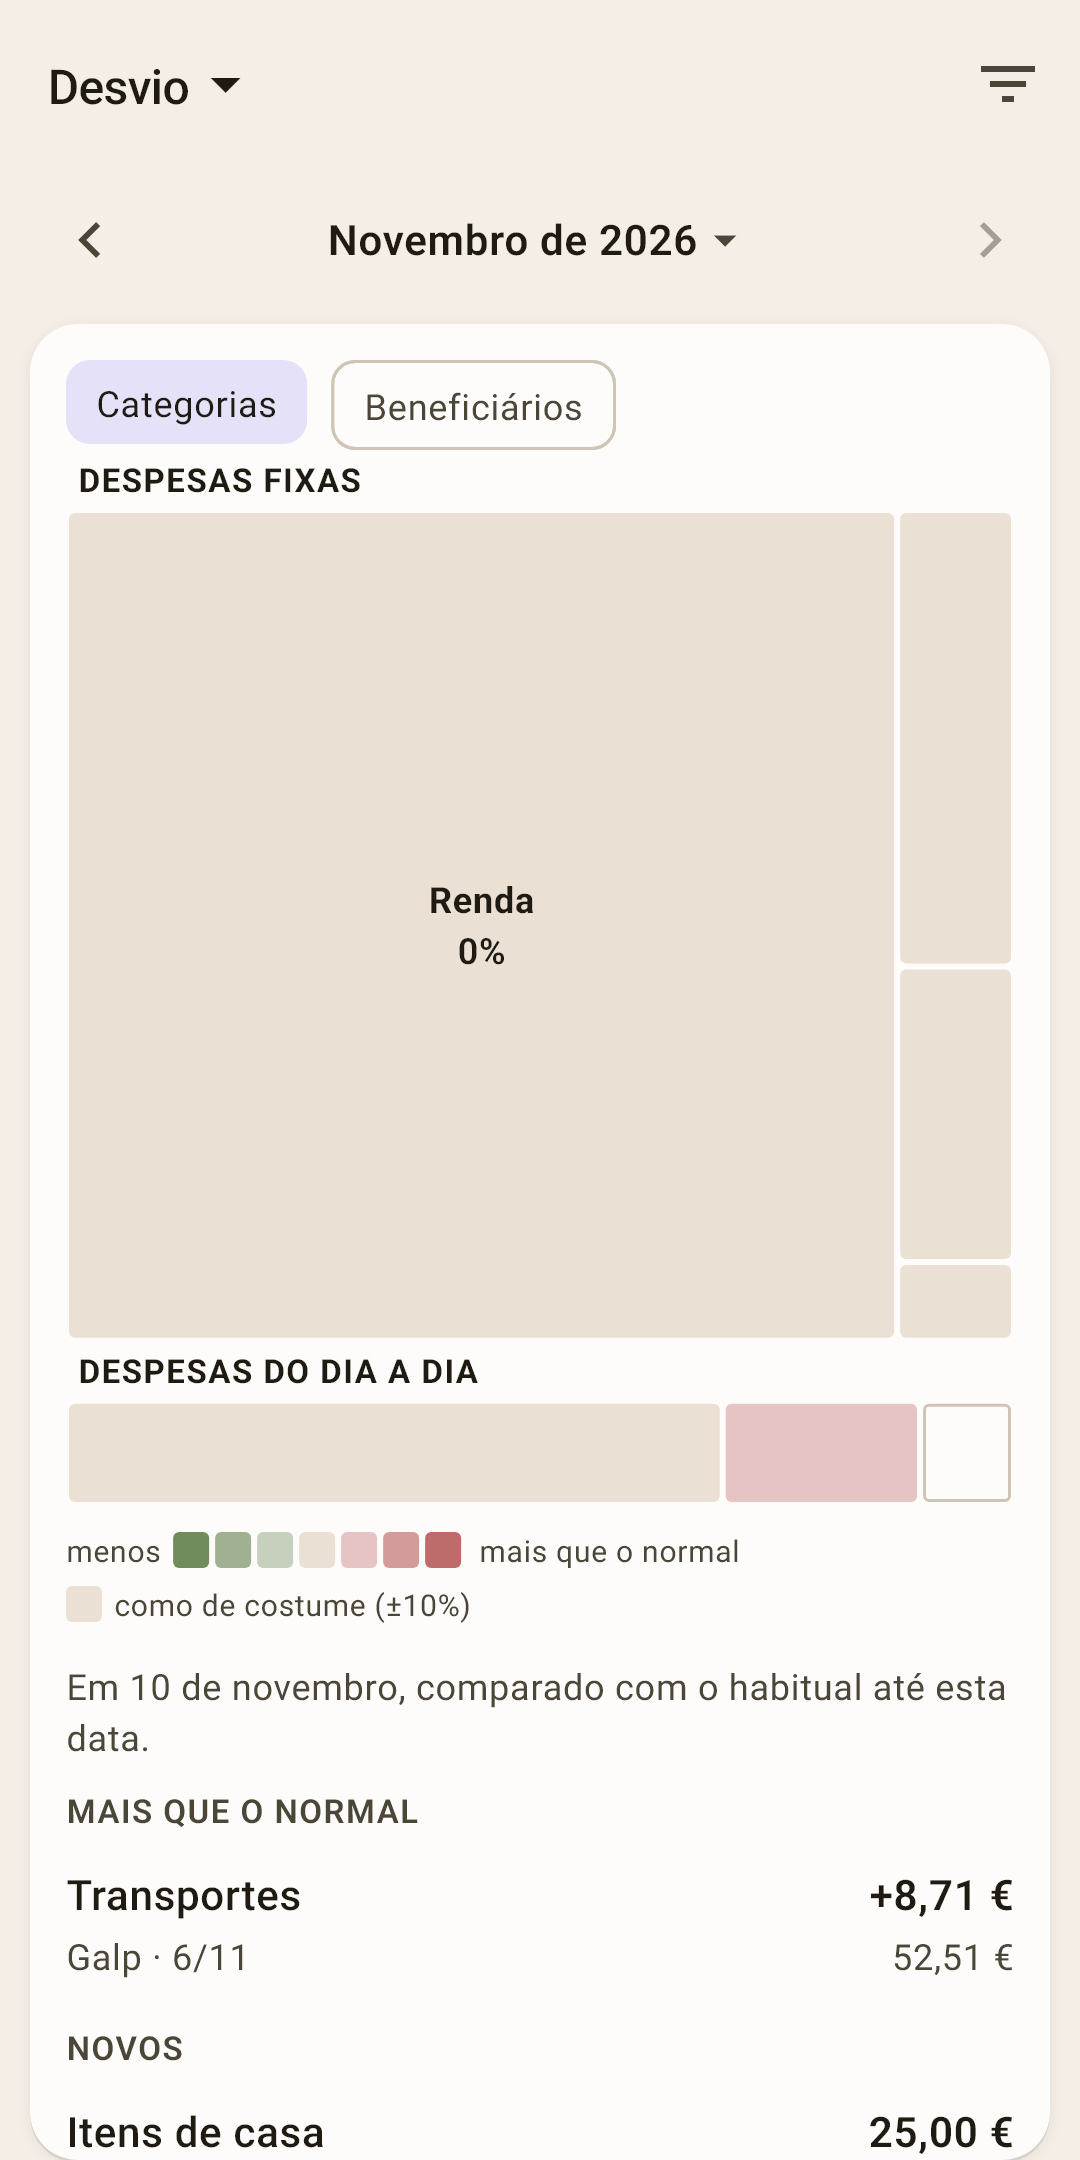 Desvio
Novembro de 2026
Categorias
Beneficiários
DESPESAS FIXAS
Renda
0%
DESPESAS DO DIA A DIA
menos
mais que o normal
como de costume (±10%)
Em 10 de novembro, comparado com o habitual até esta
data.
MAIS QUE O NORMAL
Transportes +8,71 €
Galp · 6/11 52,51 €
NOVOS
Itens de casa 25,00 €